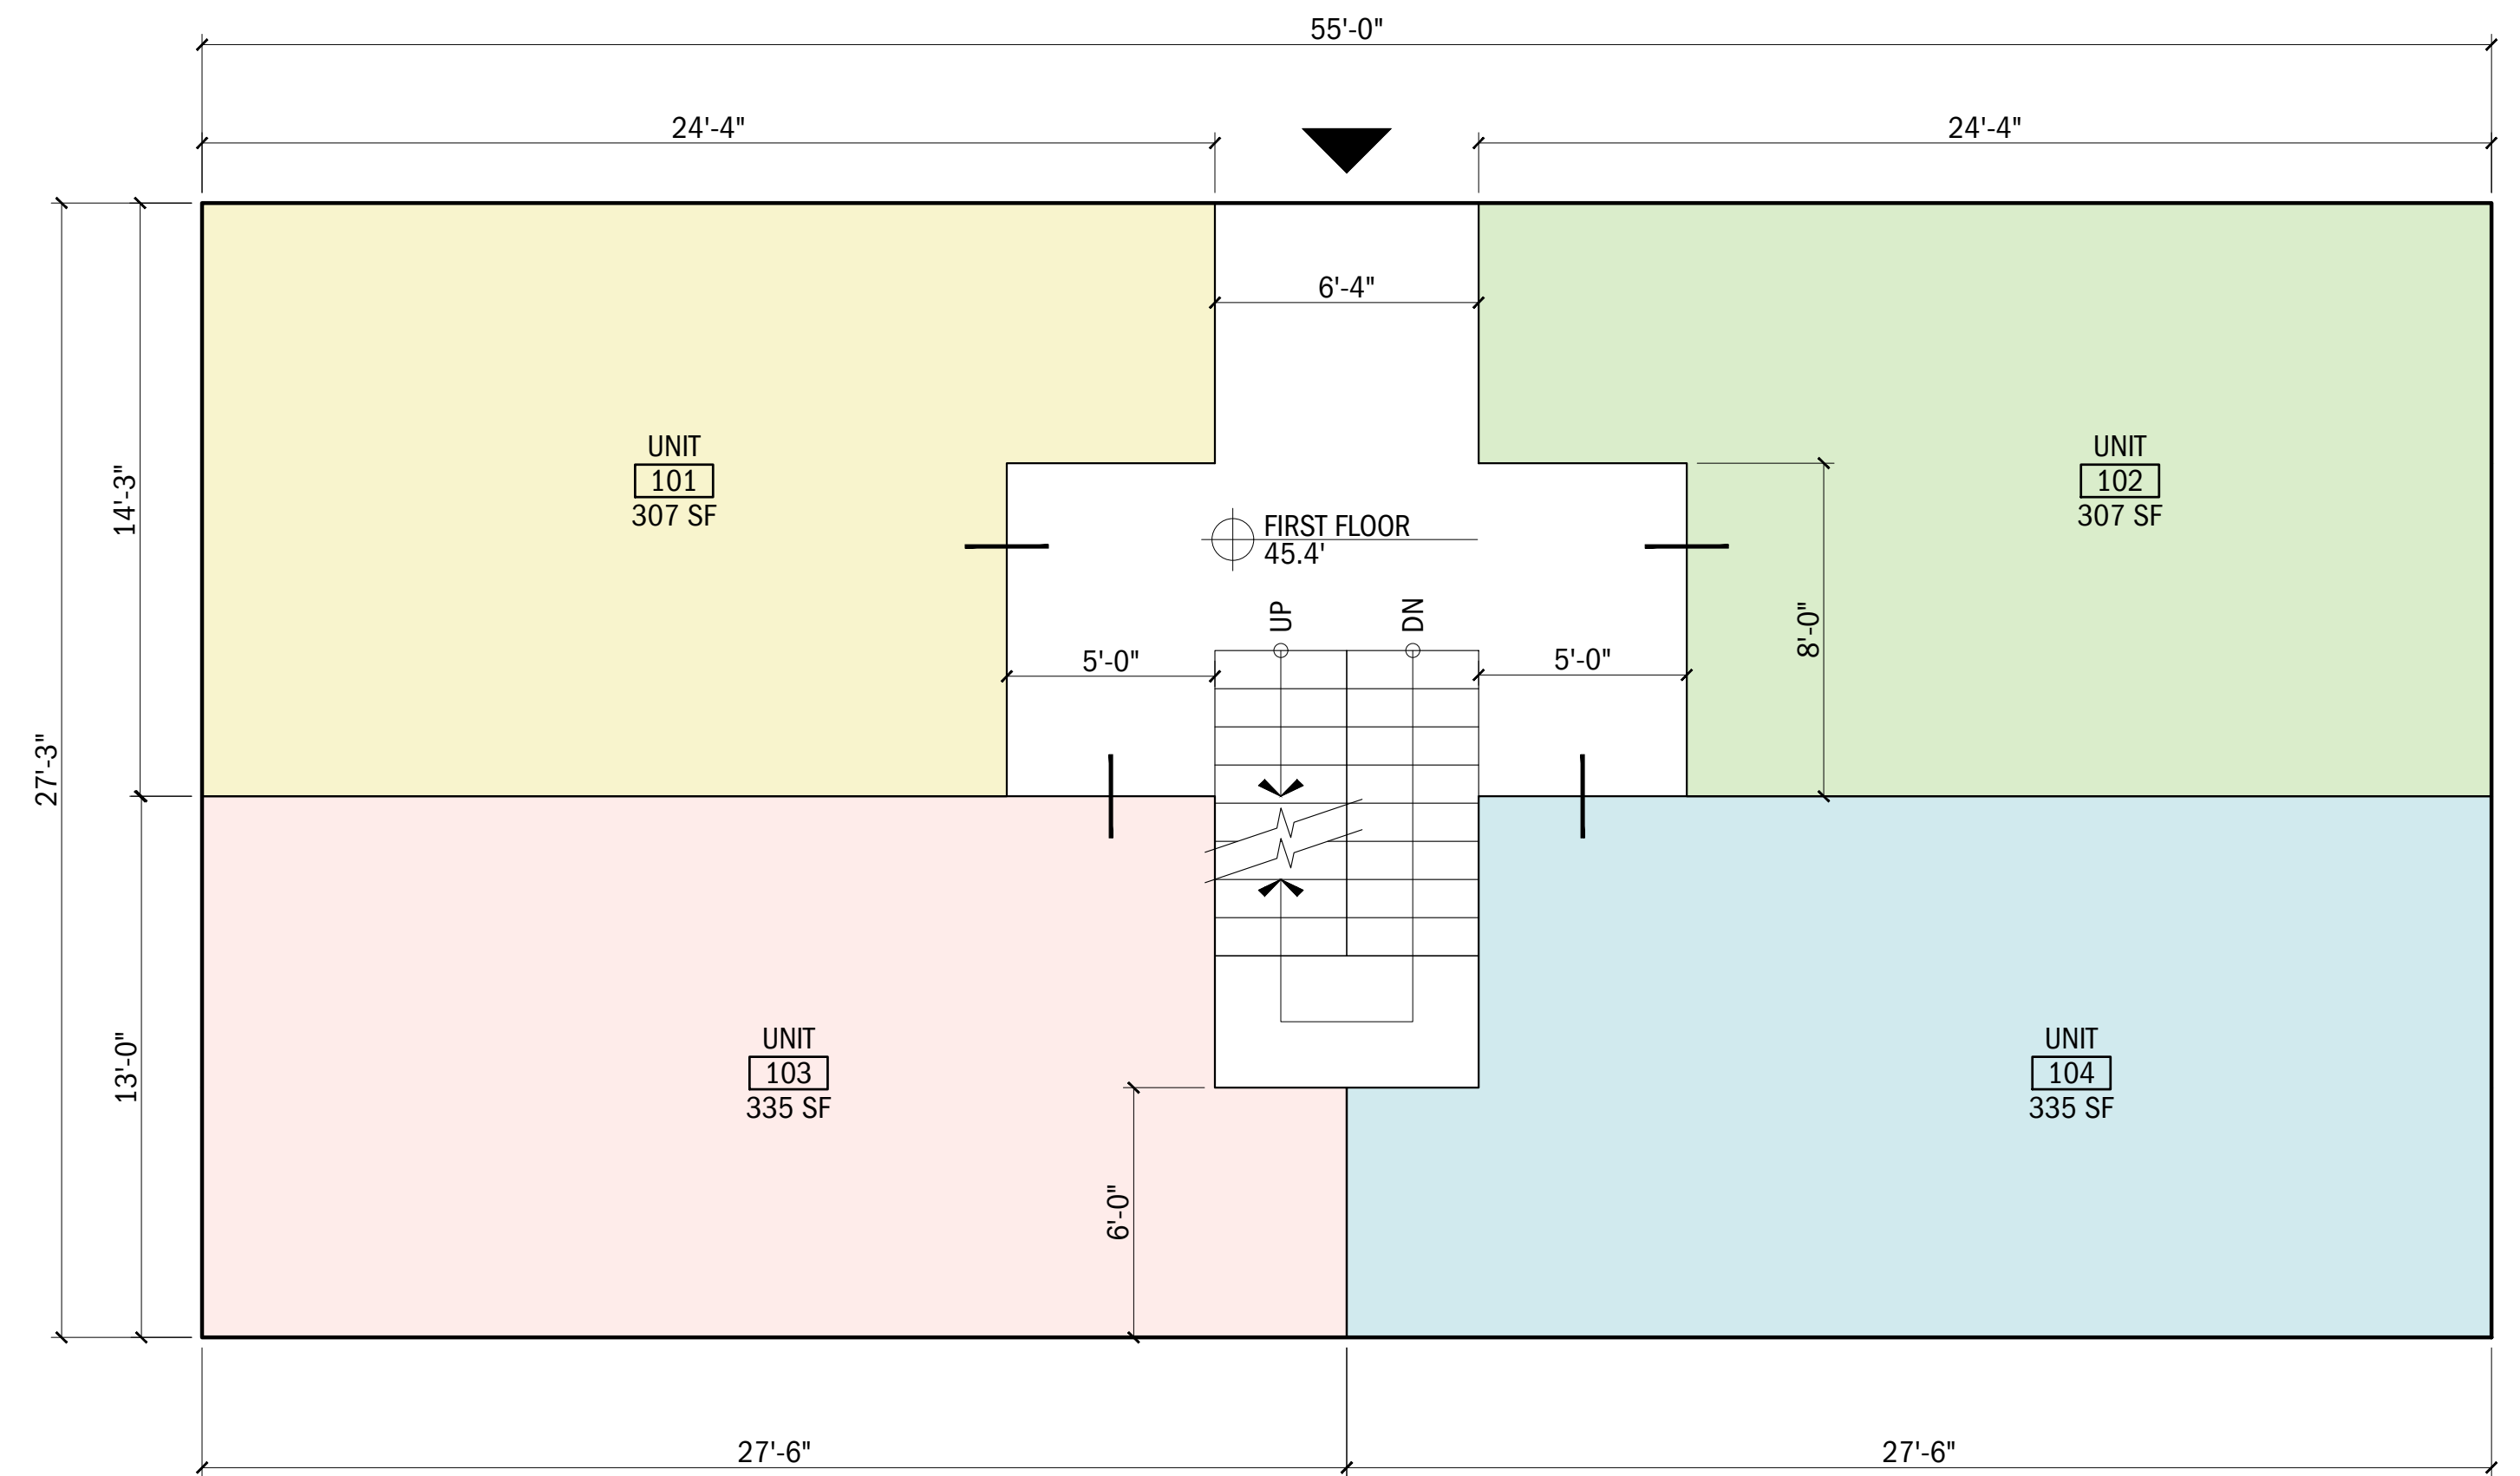 55'-0"
24'-4"
24'-4"
6'-4"
UNIT
101
307 SF
UNIT
102
307 SF
14'-3"
FIRST FLOOR
45.4'
UP
DN
8'-0"
5'-0"
5'-0"
27'-3"
13'-0"
UNIT
103
335 SF
UNIT
104
335 SF
6'-0"
27'-6"
27'-6"